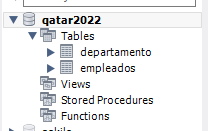 qatar2022
Tables
departamento
empleados
Views
Stored Procedures
Functions